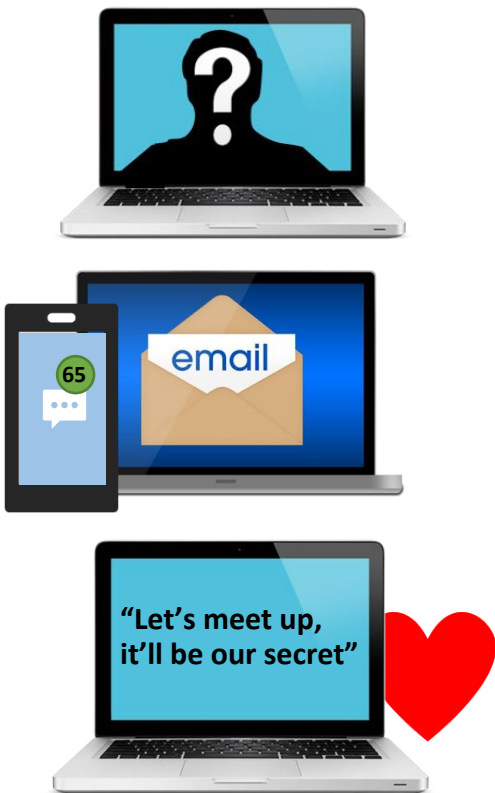 ?
65
email
“Let’s meet up,
it’ll be our secret”